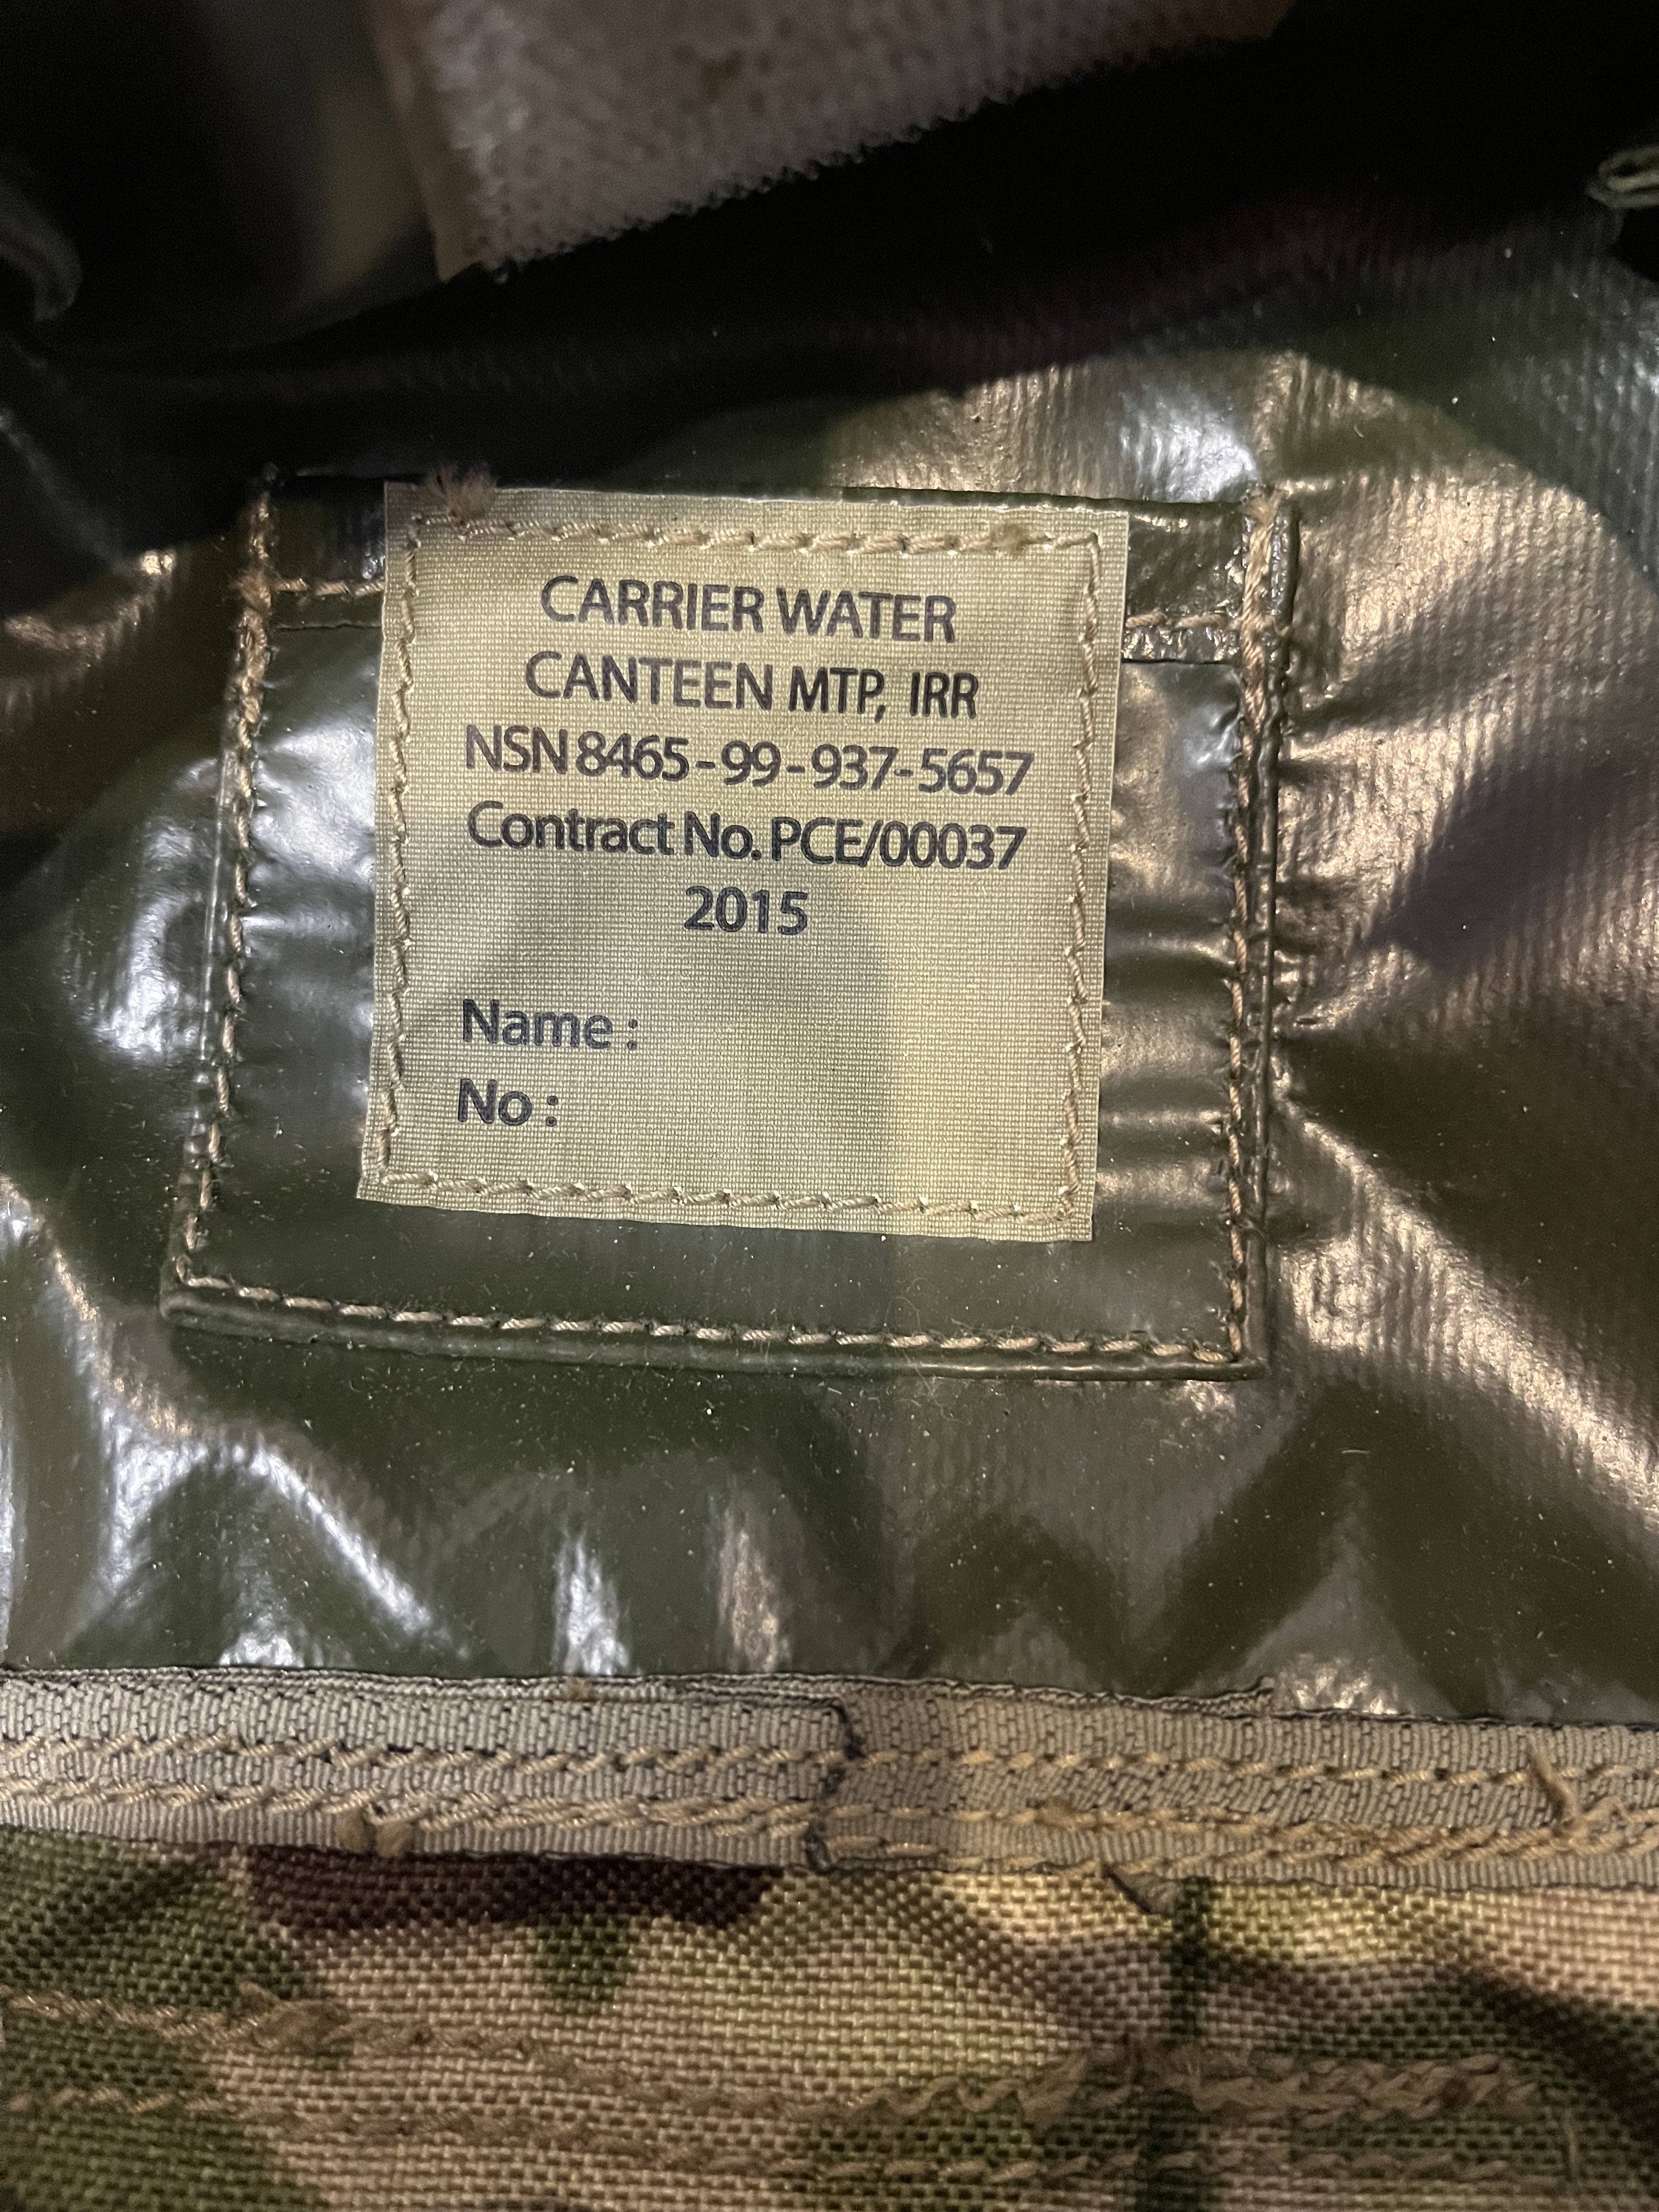 CARRIER WATER
CANTEEN MTP, IRR
NSN 8465-99-937-5657
Contract No. PCE/00037
2015
Name :
No :